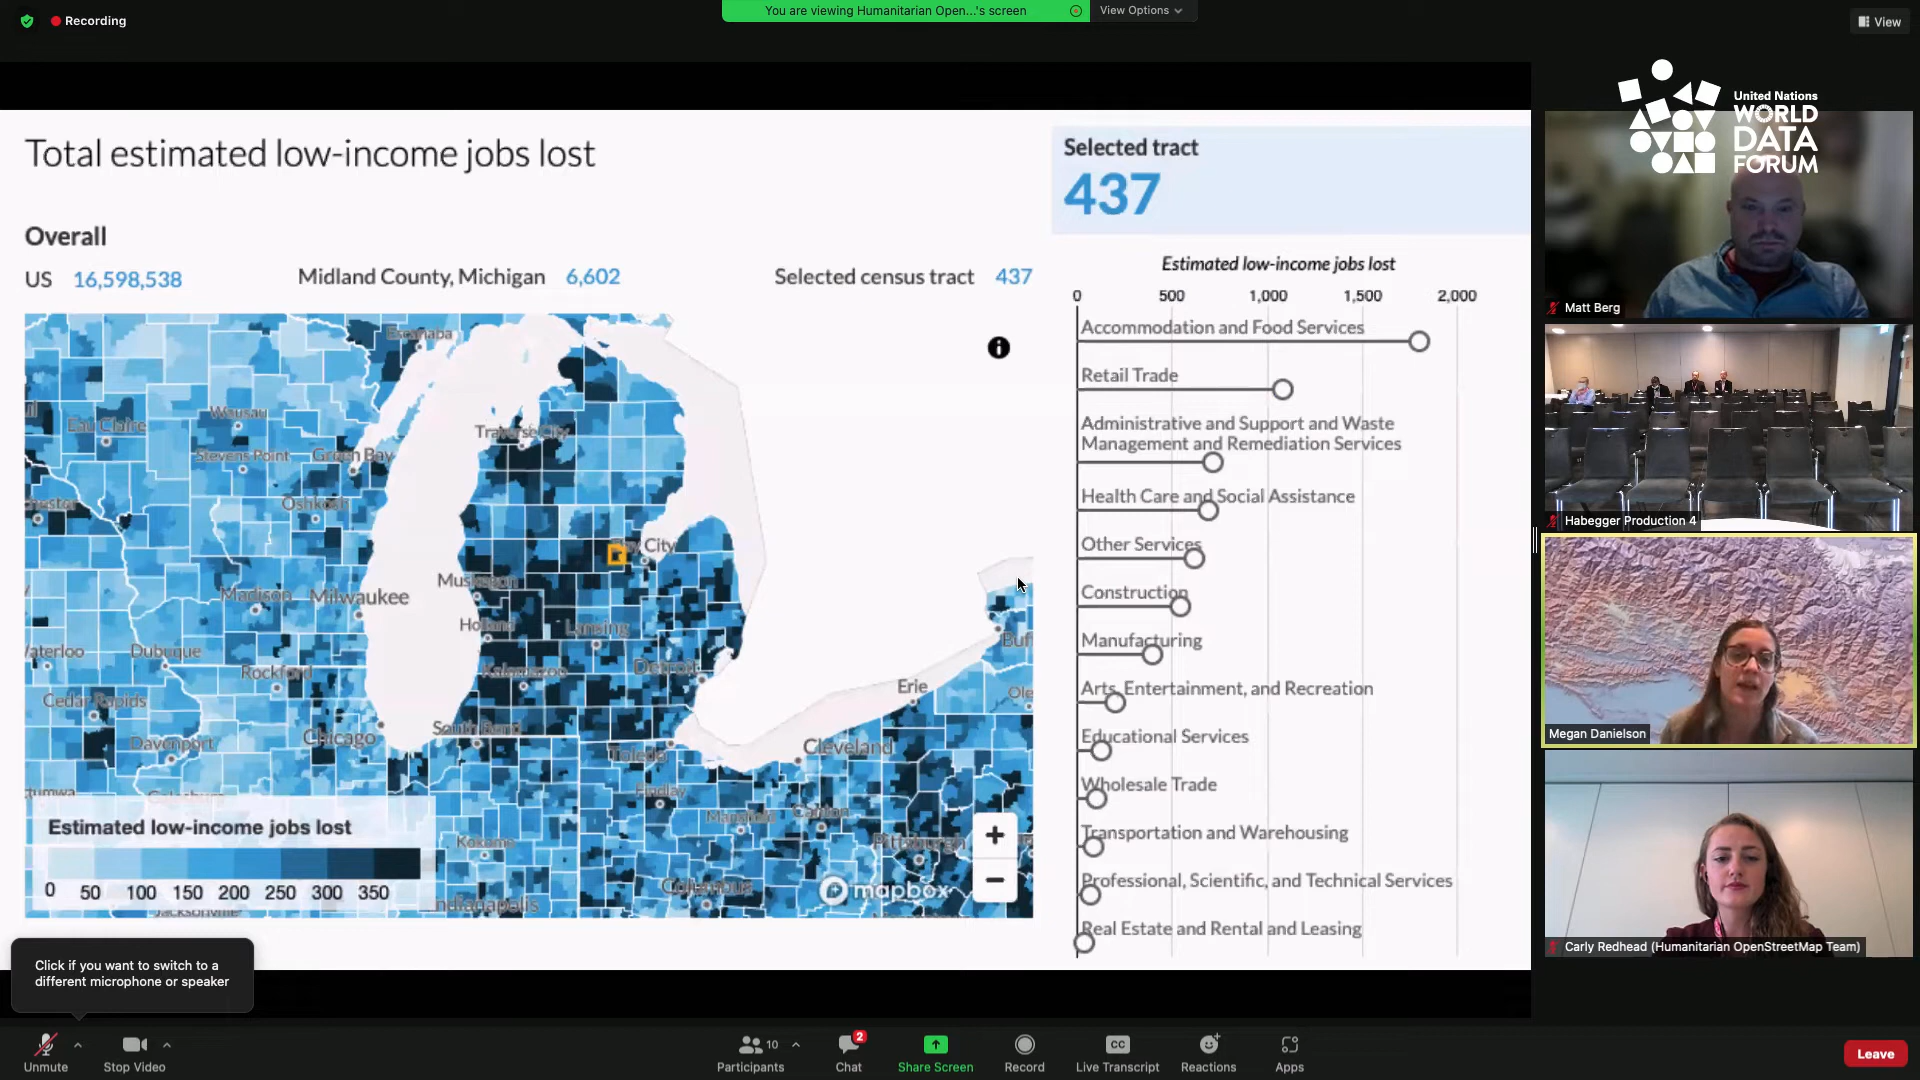 Recording
You are viewing Humanitarian Open...'s screen
View Options
View
Total estimated low-income jobs lost
Overall
US 16,598,538
Midland County, Michigan 6,602
Selected census tract 437
Escanaba
Wausau
Eau Claire
Stevens Point
Green Bay
Traverse City
Oshkosh
City
Muskegon
Madison
Milwaukee
Holland
Lansing
Dubuque
Rockford
Kalamazoo
Detroit
Cedar Rapids
Erie
Chicago
South Bend
Davenport
Toledo
Cleveland
Findlay
Mansfield
Canton
Kokomo
Pittsburgh
Columbus
mapbox
Indianapolis
Jacksonville
Estimated low-income jobs lost
0 50 100 150 200 250 300 350
+
−
Selected tract
437
Estimated low-income jobs lost
0 500 1,000 1,500 2,000
Accommodation and Food Services
Retail Trade
Administrative and Support and Waste
Management and Remediation Services
Health Care and Social Assistance
Other Services
Construction
Manufacturing
Arts, Entertainment, and Recreation
Educational Services
Wholesale Trade
Transportation and Warehousing
Professional, Scientific, and Technical Services
Real Estate and Rental and Leasing
United Nations
WORLD
DATA
FORUM
Matt Berg
Habegger Production 4
Megan Danielson
Carly Redhead (Humanitarian OpenStreetMap Team)
Click if you want to switch to a
different microphone or speaker
Unmute
Stop Video
10
Participants
2
Chat
Share Screen
Record
CC
Live Transcript
Reactions
Apps
Leave